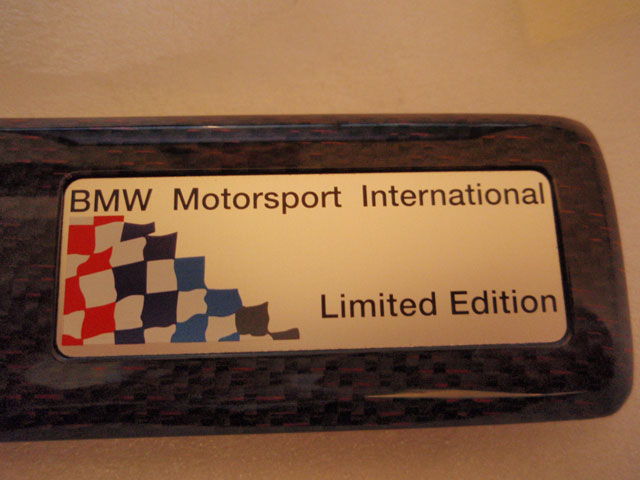 BMW Motorsport International
Limited Edition